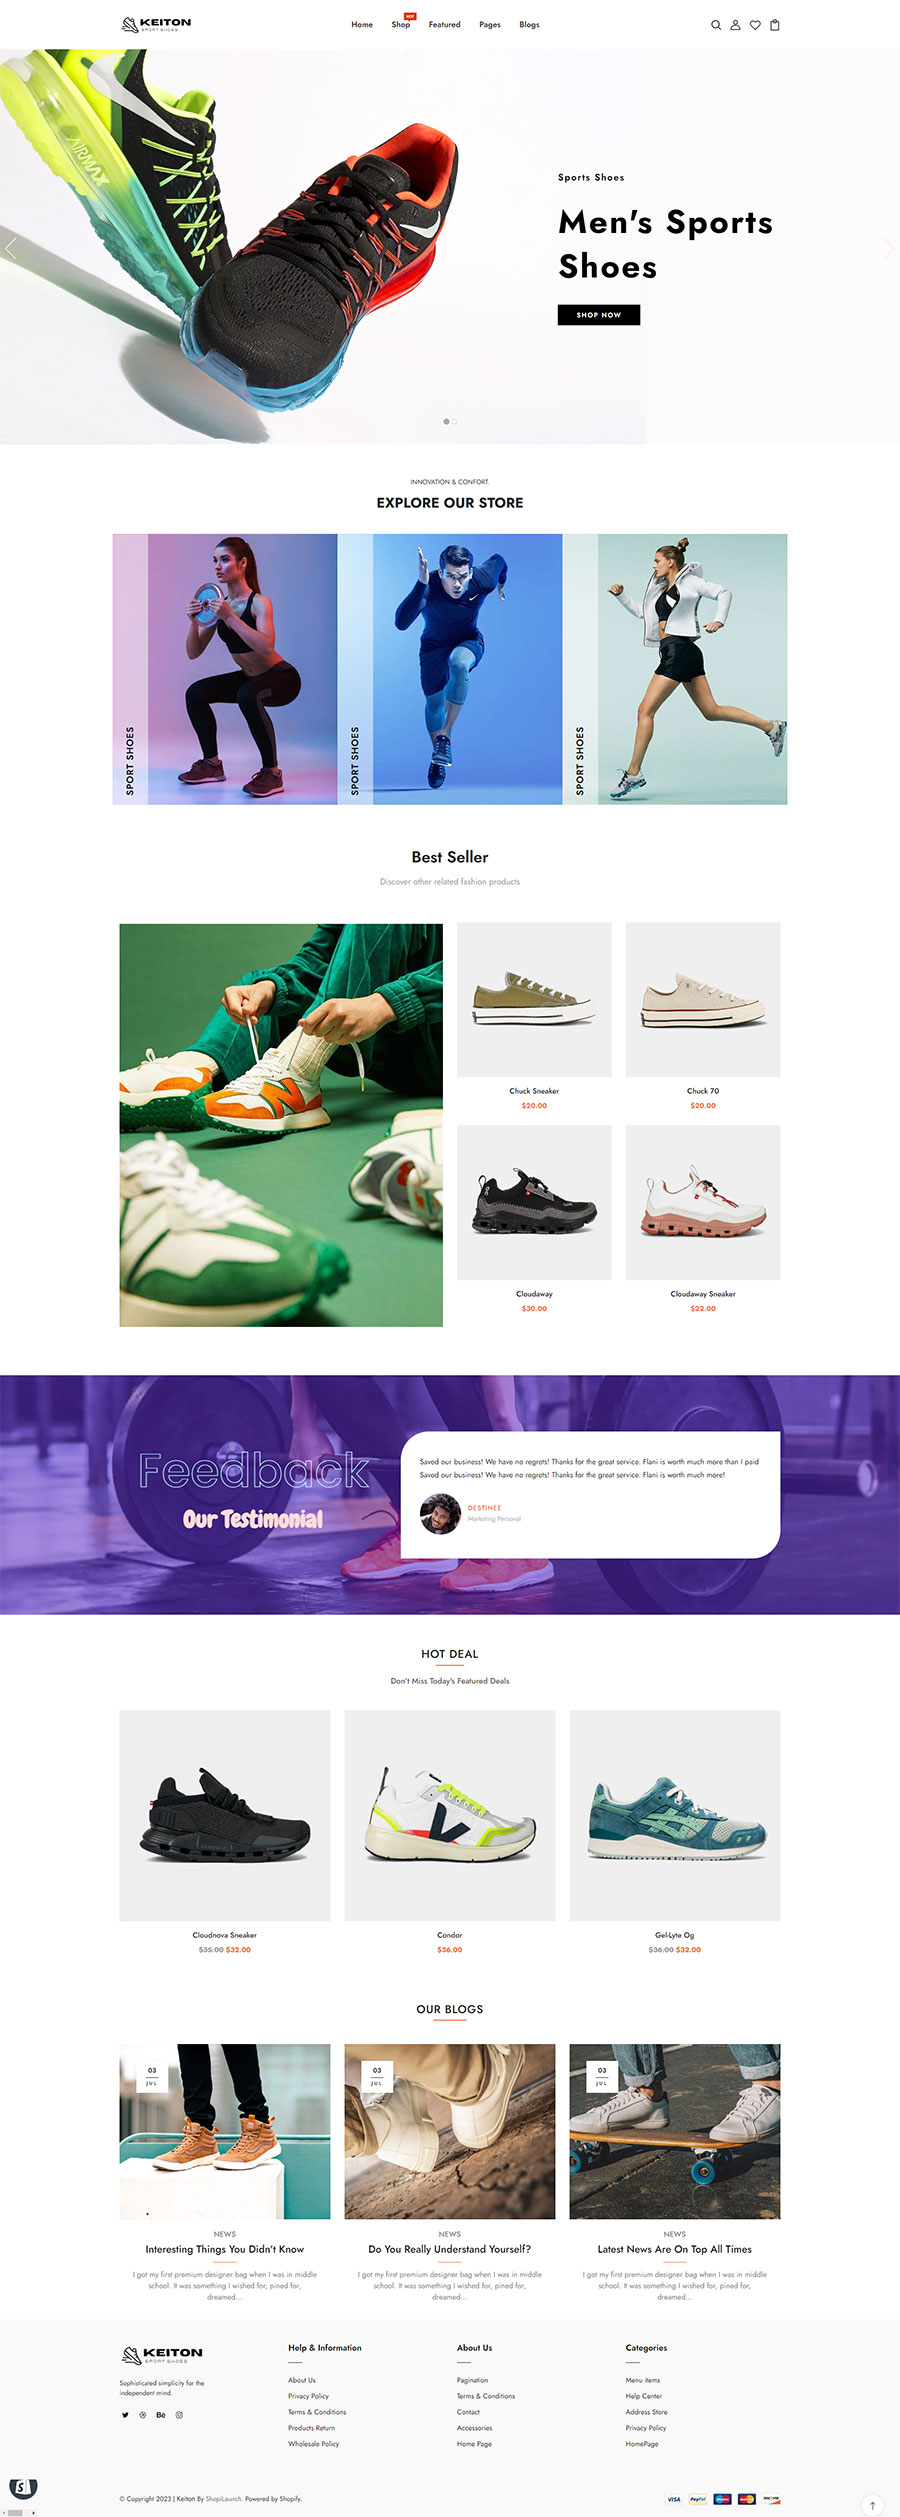 KEITON
SPORT SHOES
Home
Shop
HOT
Featured
Pages
Blogs
AIRMAX
Sports Shoes
Men's Sports
Shoes
SHOP NOW
INNOVATION & CONFORT.
EXPLORE OUR STORE
SPORT SHOES
SPORT SHOES
SPORT SHOES
Best Seller
Discover other related fashion products
N
Chuck Sneaker
$20.00
Chuck 70
$20.00
Cloudaway
$30.00
Cloudaway Sneaker
$22.00
Feedback
Our Testimonial
Saved our business! We have no regrets! Thanks for the great service. Flani is worth much more than I paid
Saved our business! We have no regrets! Thanks for the great service. Flani is worth much more!
DESTINEE
Marketing Personal
HOT DEAL
Don't Miss Today's Featured Deals
Cloudnova Sneaker
$35.00 $32.00
Condor
$36.00
Gel-Lyte Og
$36.00 $32.00
OUR BLOGS
03
JUL
03
JUL
03
JUL
NEWS
Interesting Things You Didn't Know
I got my first premium designer bag when I was in middle
school. It was something I wished for, pined for,
dreamed...
NEWS
Do You Really Understand Yourself?
I got my first premium designer bag when I was in middle
school. It was something I wished for, pined for,
dreamed...
NEWS
Latest News Are On Top All Times
I got my first premium designer bag when I was in middle
school. It was something I wished for, pined for,
dreamed...
KEITON
SPORT SHOES
Sophisticated simplicity for the
independent mind.
Bē
Help & Information
About Us
Privacy Policy
Terms & Conditions
Products Return
Wholesale Policy
About Us
Pagination
Terms & Conditions
Contact
Accessories
Home Page
Categories
Menu items
Help Center
Address Store
Privacy Policy
HomePage
© Copyright 2023 | Keiton By ShopiLaunch. Powered by Shopify.
VISA
PayPal
DISCOVER